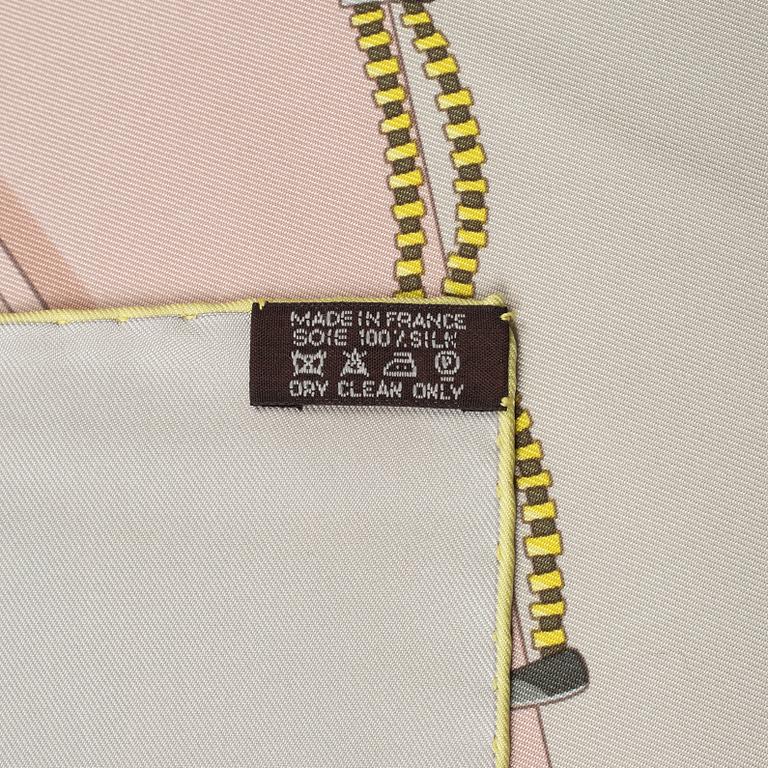 MADE IN FRANCE
SOIE 100% SILK
P
DRY CLEAN ONLY